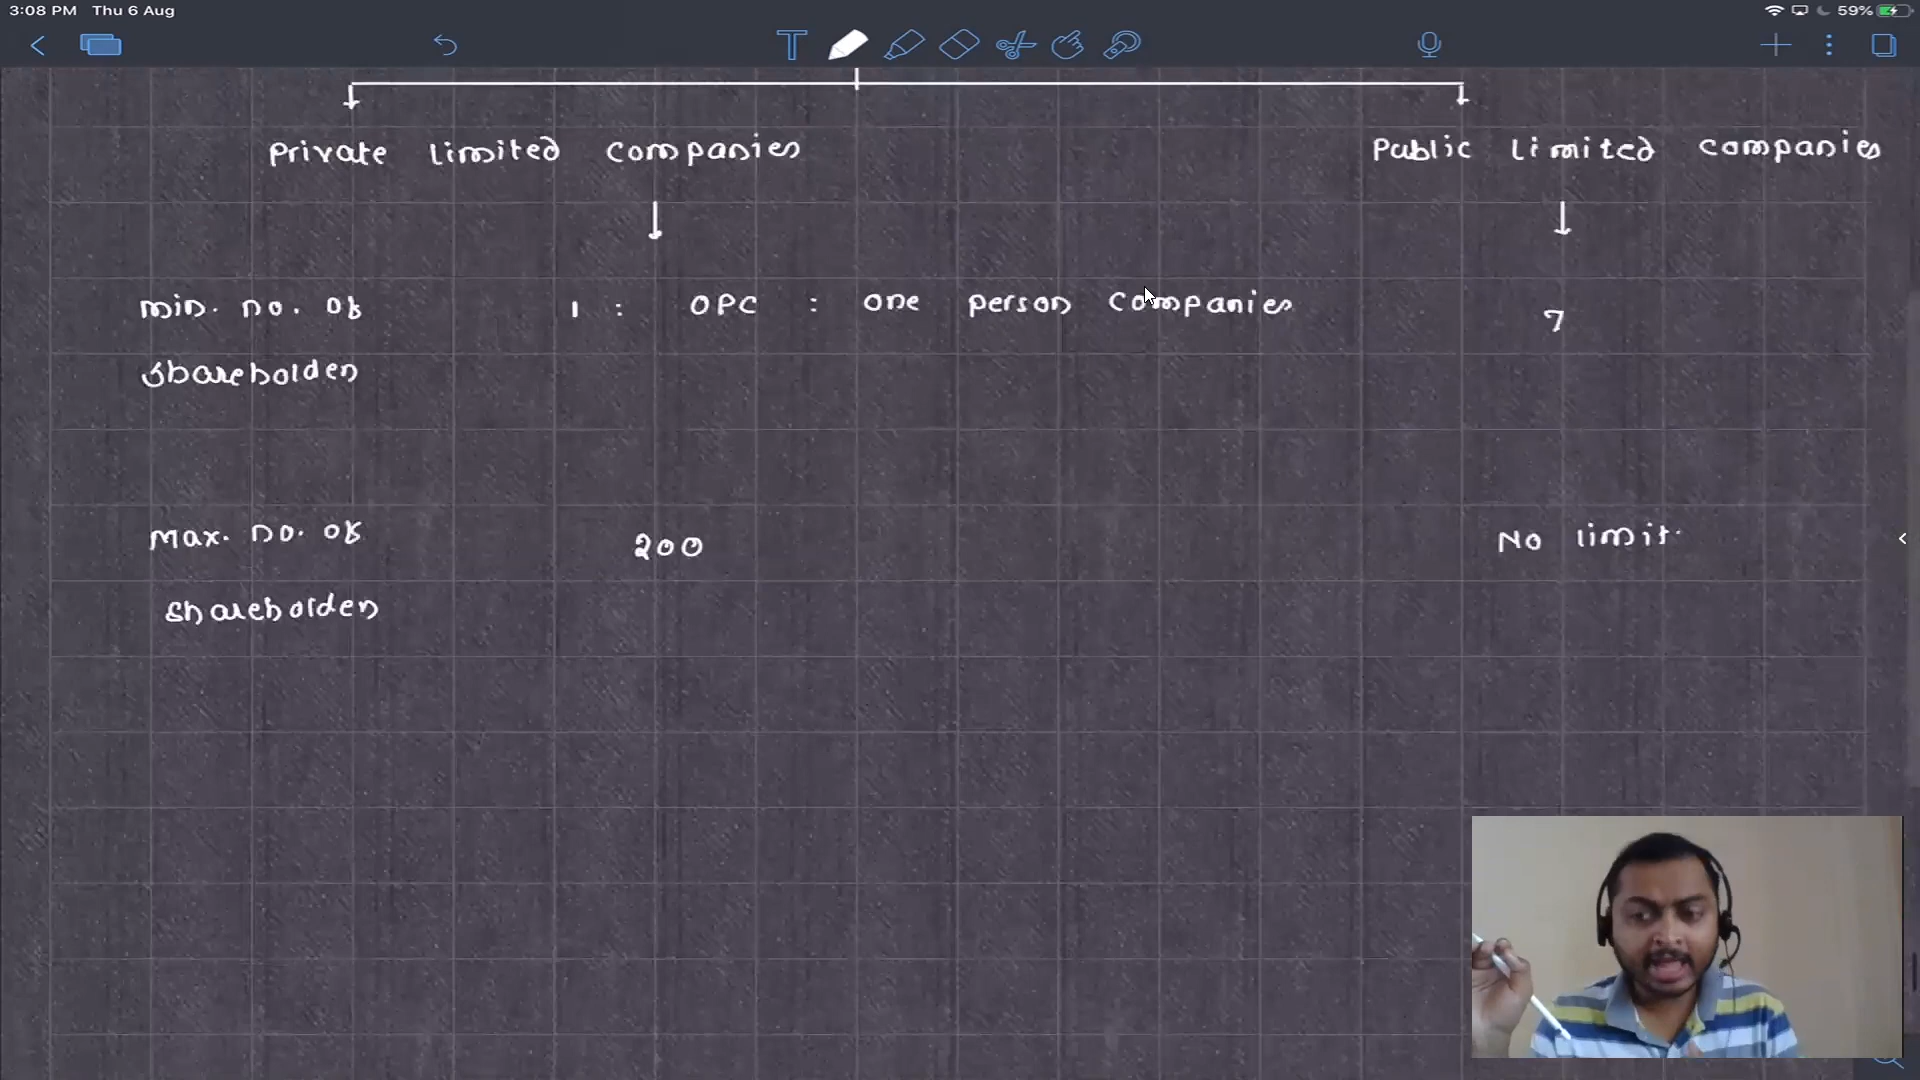 3:08 PM Thu 6 Aug
59%
Private limited companies
Public limited companies
Min. no. of
1 : OPC : one person companies
7
shareholders
Max. no. of
200
No limit.
shareholders